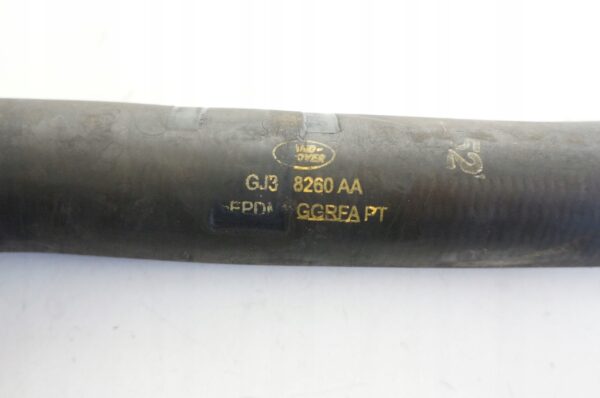 LAND-
ROVER
GJ3 8260 AA
>EPDM GGRFA PT